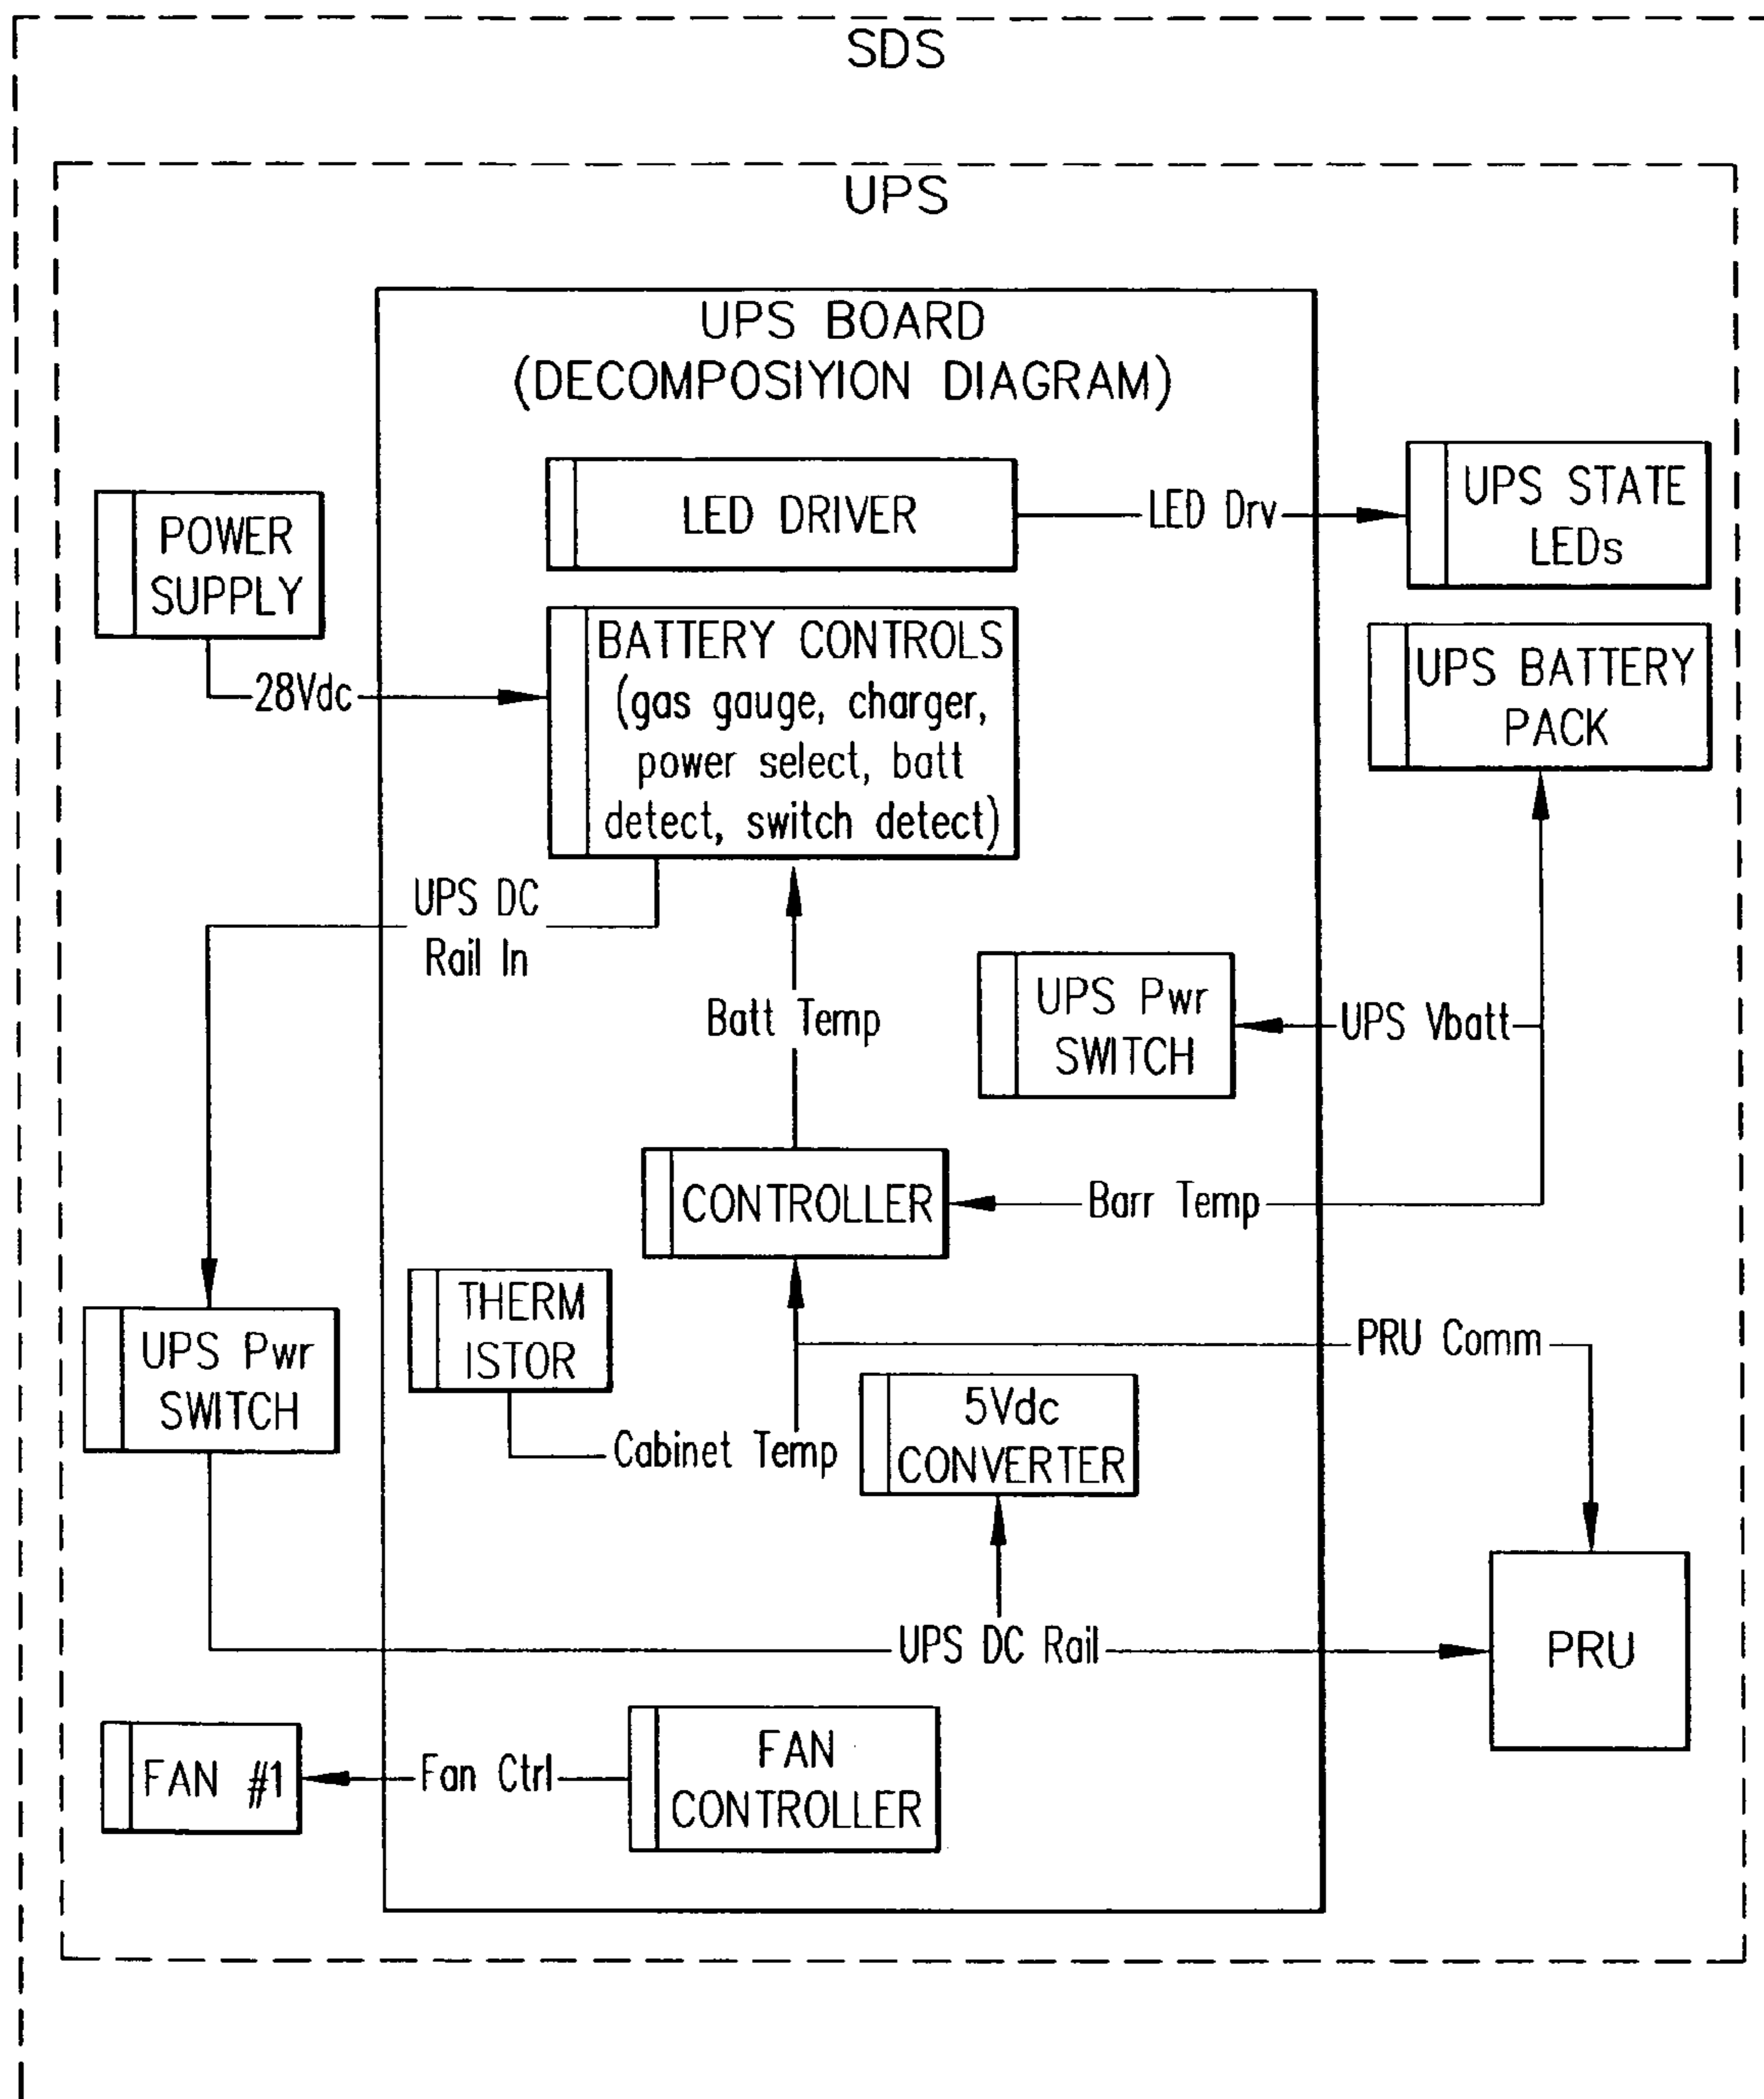 SDS
UPS
UPS BOARD
(DECOMPOSIYION DIAGRAM)
LED DRIVER
LED Drv
UPS STATE
LEDs
POWER
SUPPLY
28Vdc
BATTERY CONTROLS
(gas gauge, charger,
power select, batt
detect, switch detect)
UPS BATTERY
PACK
UPS DC
Rail In
Batt Temp
UPS Pwr
SWITCH
UPS Vbatt
CONTROLLER
Barr Temp
THERM
ISTOR
UPS Pwr
SWITCH
PRU Comm
Cabinet Temp
5Vdc
CONVERTER
UPS DC Rail
PRU
FAN #1
Fan Ctrl
FAN
CONTROLLER